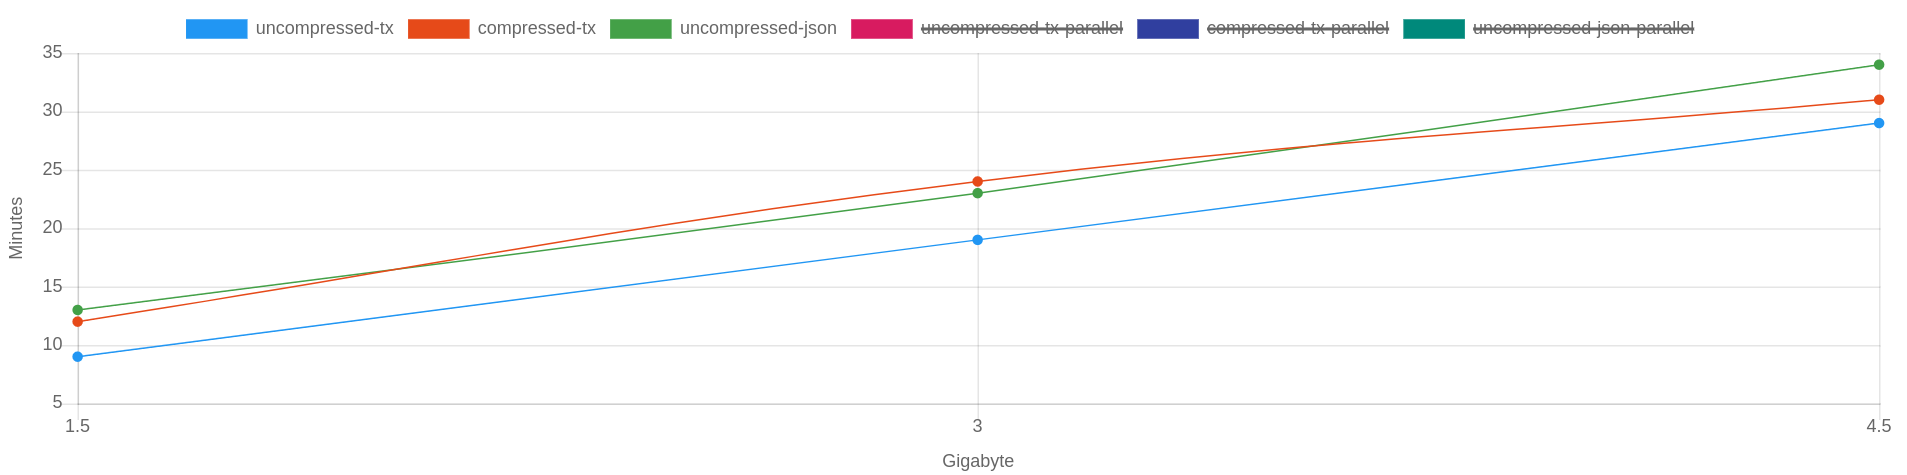 uncompressed-tx compressed-tx uncompressed-json uncompressed-tx-parallel compressed-tx-parallel uncompressed-json-parallel
35
30
25
20
15
10
5
Minutes
1.5 3 4.5
Gigabyte